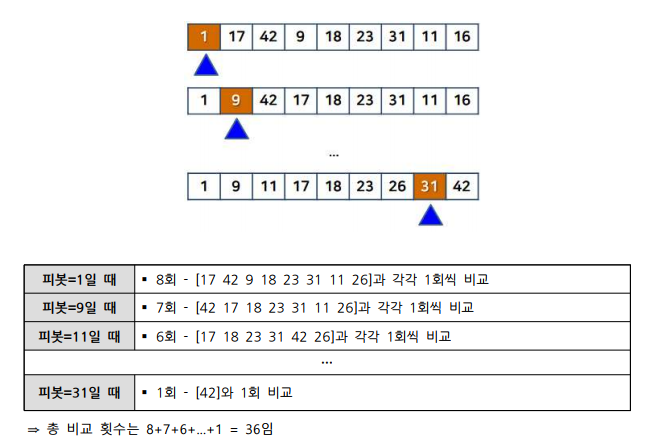 1 17 42 9 18 23 31 11 16
1 9 42 17 18 23 31 11 16
...
1 9 11 17 18 23 26 31 42
피봇=1일 때 ▪ 8회 - [17 42 9 18 23 31 11 26]과 각각 1회씩 비교
피봇=9일 때 ▪ 7회 - [42 17 18 23 31 11 26]과 각각 1회씩 비교
피봇=11일 때 ▪ 6회 - [17 18 23 31 42 26]과 각각 1회씩 비교
...
피봇=31일 때 ▪ 1회 - [42]와 1회 비교
⇒ 총 비교 횟수는 8+7+6+...+1 = 36임